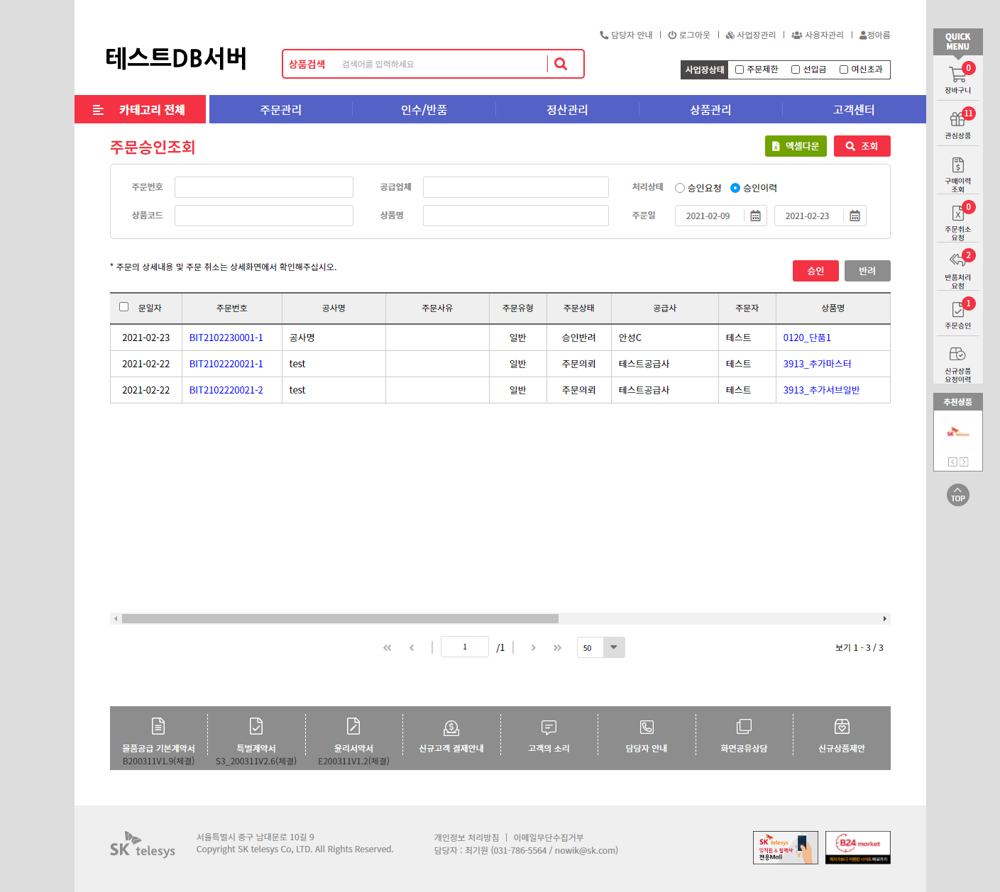 담당자 안내 | 로그아웃 | 사업장관리 | 사용자관리 | 정아름
테스트DB서버
상품검색 검색어를 입력하세요
사업장상태 주문제한 선입금 여신초과
카테고리 전체 주문관리 인수/반품 정산관리 상품관리 고객센터
주문승인조회
엑셀다운 조회
주문번호 공급업체 처리상태 승인요청 승인이력
상품코드 상품명 주문일 2021-02-09 2021-02-23
* 주문의 상세내용 및 주문 취소는 상세화면에서 확인해주십시오.
승인 반려
문일자 주문번호 공사명 주문사유 주문유형 주문상태 공급사 주문자 상품명
2021-02-23 BIT2102230001-1 공사명 일반 승인반려 안성C 테스트 0120_단품1
2021-02-22 BIT2102220021-1 test 일반 주문의뢰 테스트공급사 테스트 3913_추가마스터
2021-02-22 BIT2102220021-2 test 일반 주문의뢰 테스트공급사 테스트 3913_추가서브일반
1 /1 50
보기 1 - 3 / 3
물품공급 기본계약서 특별계약서 윤리서약서 신규고객 결제안내 고객의 소리 담당자 안내 화면공유상담 신규상품제안
B200311V1.9(체결) S3_200311V2.6(체결) E200311V1.2(체결)
SK telesys
서울특별시 중구 남대문로 10길 9
Copyright SK telesys Co, LTD. All Rights Reserved.
개인정보 처리방침 | 이메일무단수집거부
담당자 : 최기원 (031-786-5564 / nowik@sk.com)
SK telesys
임직원 & 협력사
전용Mall
B24 market
최저가보다 저렴한 사이트 바로가기
QUICK
MENU
0
장바구니
11
관심상품
구매이력
조회
0
주문취소
요청
2
반품처리
요청
1
주문승인
신규상품
요청이력
추천상품
SK telesys
TOP